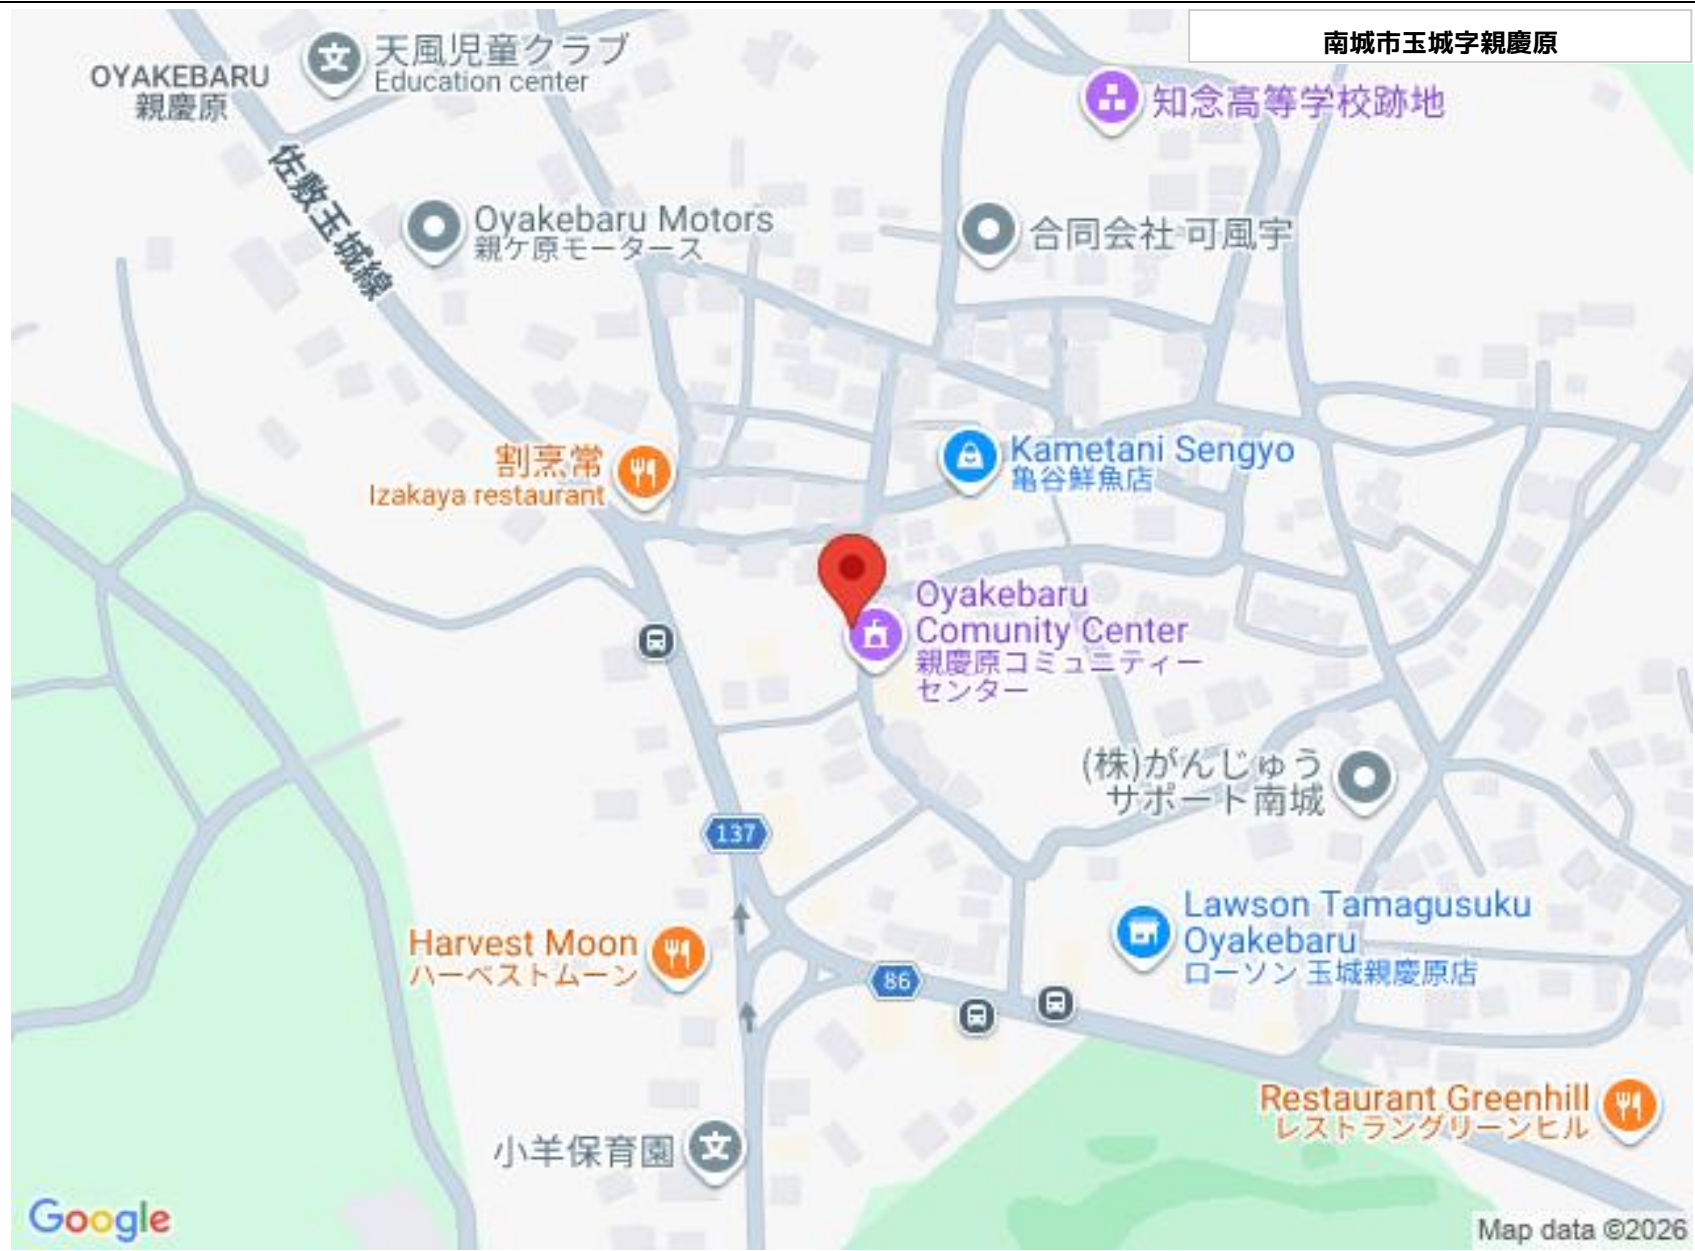 南城市玉城字親慶原
天風児童クラブ
Education center
OYAKEBARU
親慶原
知念高等学校跡地
佐敷玉城線
Oyakebaru Motors
親ケ原モータース
合同会社 可風宇
割烹常
Izakaya restaurant
Kametani Sengyo
亀谷鮮魚店
Oyakebaru
Comunity Center
親慶原コミュニティー
センター
(株)がんじゅう
サポート南城
137
Lawson Tamagusuku
Oyakebaru
ローソン 玉城親慶原店
Harvest Moon
ハーベストムーン
86
Restaurant Greenhill
レストラングリーンヒル
小羊保育園
Google
Map data ©2026